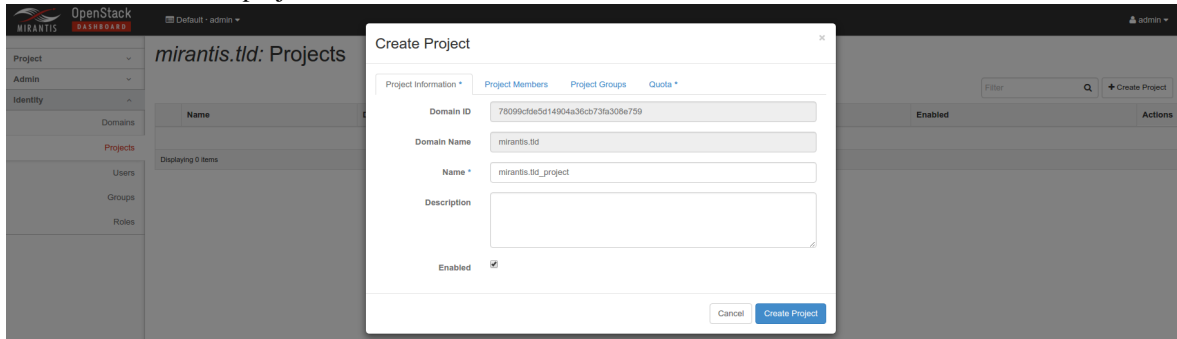 MIRANTIS
OpenStack
DASHBOARD
Default · admin
admin
mirantis.tld: Projects
Project
Admin
Identity
Domains
Projects
Users
Groups
Roles
Filter
Create Project
Name
Enabled
Actions
Displaying 0 items
Create Project
×
Project Information *
Project Members
Project Groups
Quota *
Domain ID
78099cfde5d14904a36cb73fa308e759
Domain Name
mirantis.tld
Name *
mirantis.tld_project
Description
Enabled
Cancel
Create Project